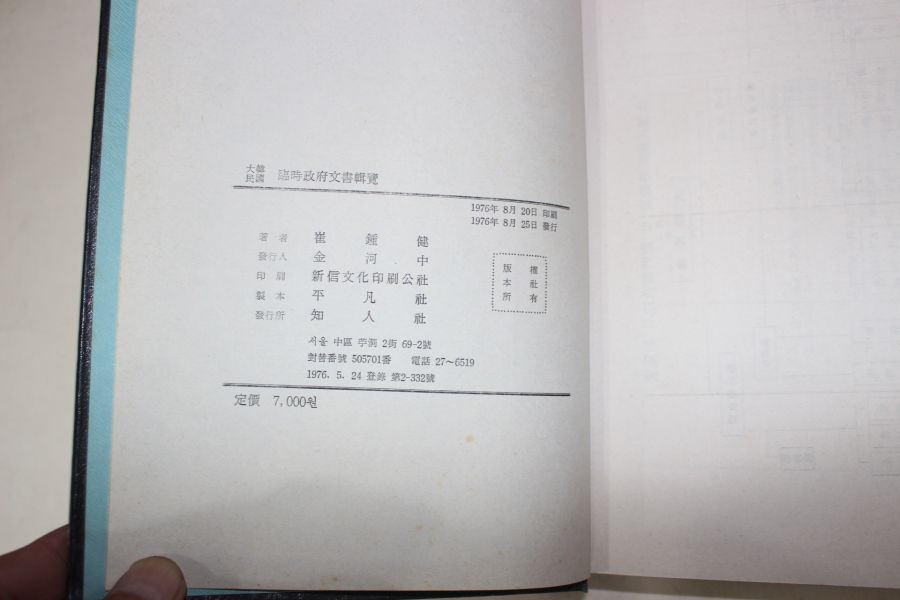 大韓
民國 臨時政府文書輯覽
1976年 8月 20日 印刷
1976年 8月 25日 發行
著者 崔鍾健
發行人 金河中
印刷 新信文化印刷公社
製本 平凡社
發行所 知人社
版權
本社
所有
서울 中區 苧洞 2街 69-2號
對替番號 505701番 電話 27~6519
1976. 5. 24 登錄 第2-332號
定價 7,000원